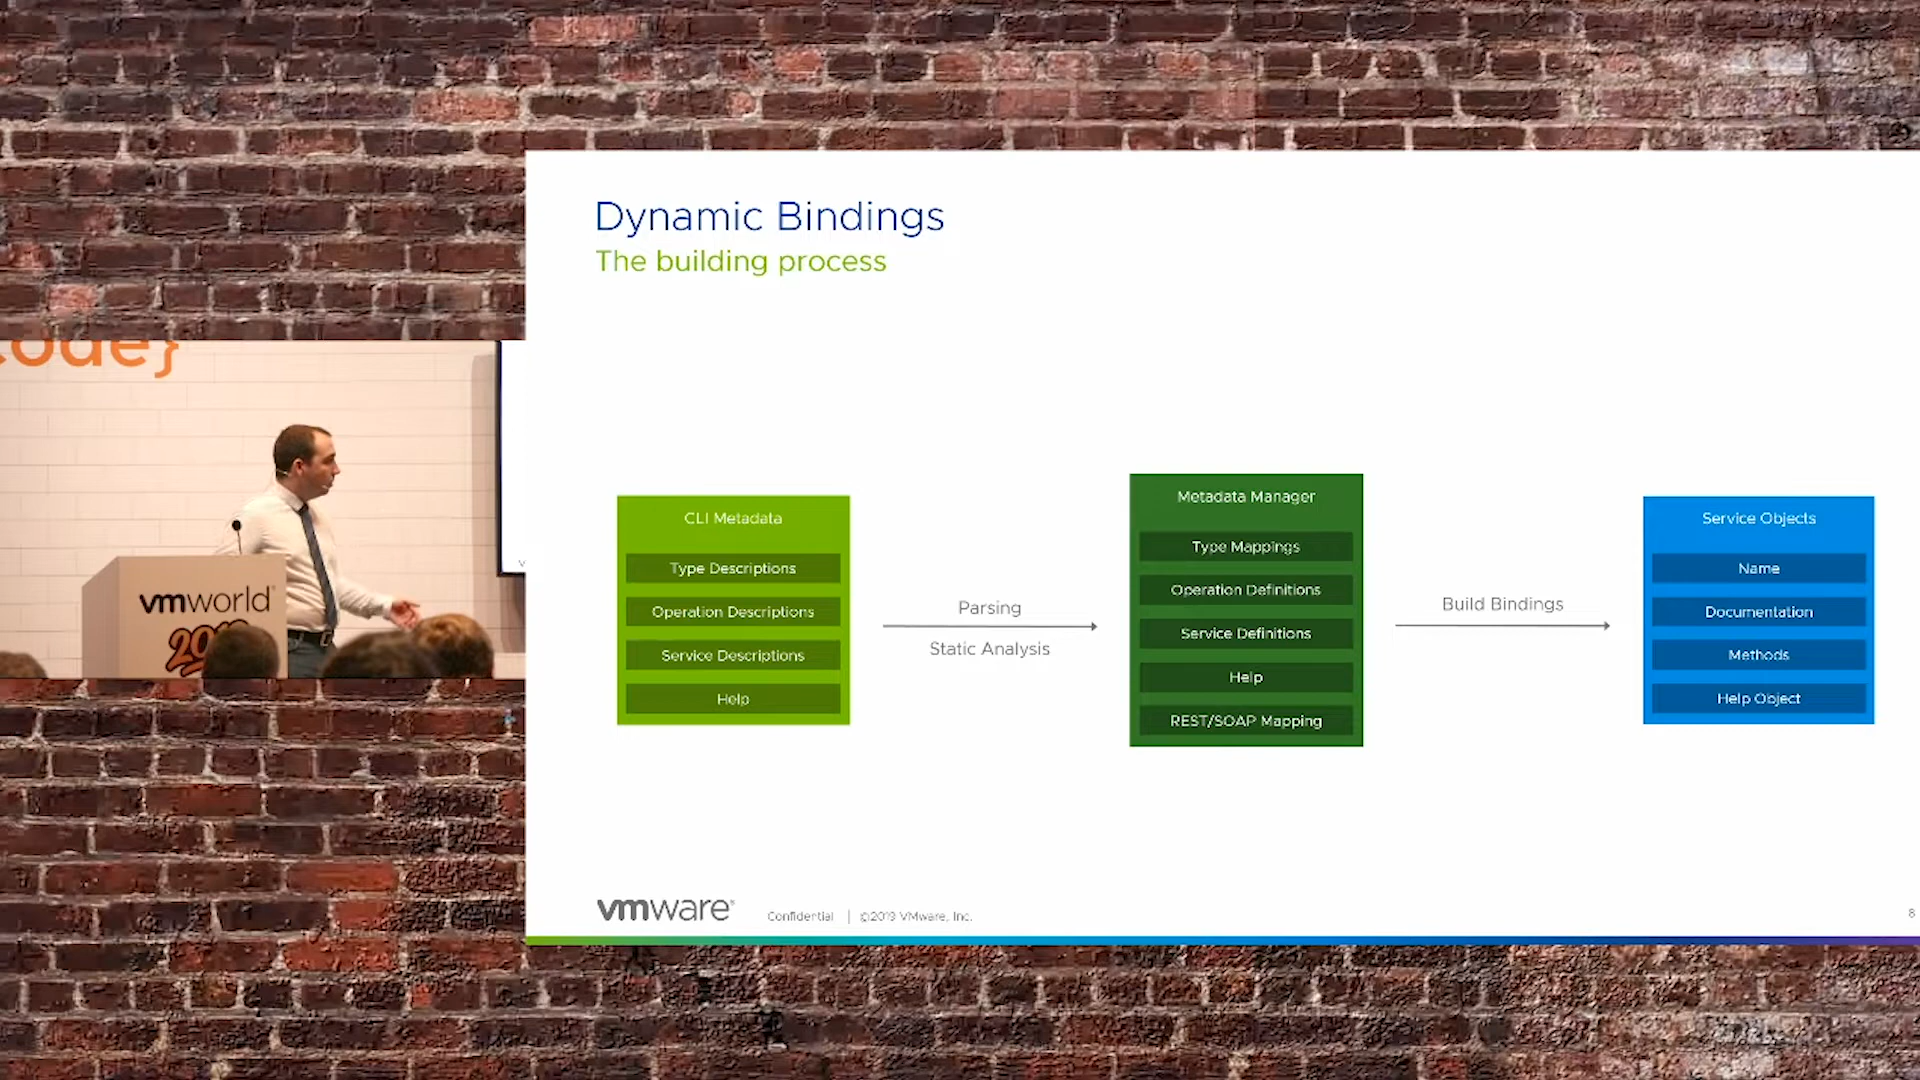 Dynamic Bindings
The building process
code}
vmworld
CLI Metadata
Type Descriptions
Operation Descriptions
Service Descriptions
Help
Parsing
Static Analysis
Metadata Manager
Type Mappings
Operation Definitions
Service Definitions
Help
REST/SOAP Mapping
Build Bindings
Service Objects
Name
Documentation
Methods
Help Object
vmware®
Confidential | ©2019 VMware, Inc.
8